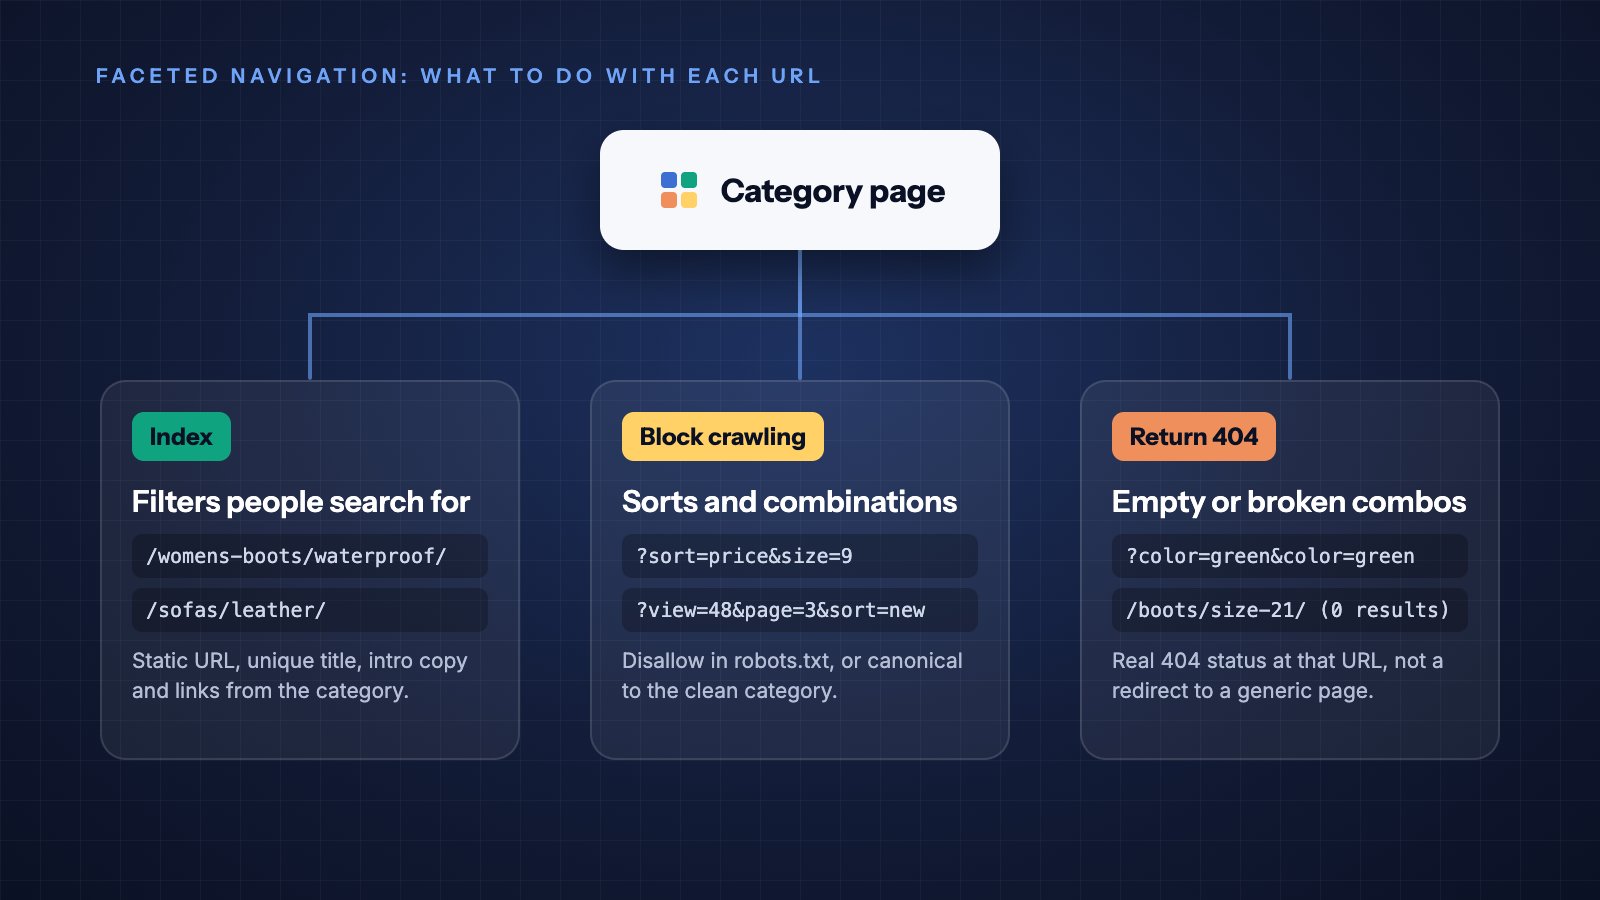 FACETED NAVIGATION: WHAT TO DO WITH EACH URL
Category page
Index
Filters people search for
/womens-boots/waterproof/
/sofas/leather/
Static URL, unique title, intro copy
and links from the category.
Block crawling
Sorts and combinations
?sort=price&size=9
?view=48&page=3&sort=new
Disallow in robots.txt, or canonical
to the clean category.
Return 404
Empty or broken combos
?color=green&color=green
/boots/size-21/ (0 results)
Real 404 status at that URL, not a
redirect to a generic page.